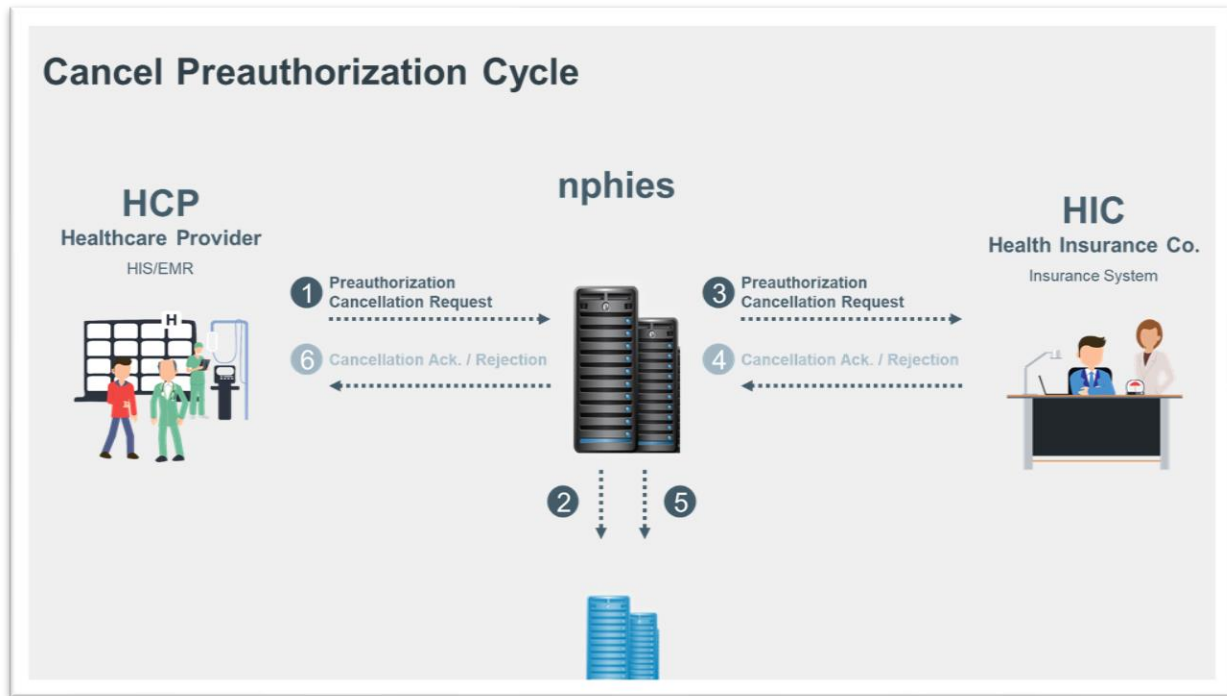 Cancel Preauthorization Cycle
nphies
HCP
Healthcare Provider
HIS/EMR
HIC
Health Insurance Co.
Insurance System
1 Preauthorization
Cancellation Request
3 Preauthorization
Cancellation Request
6 Cancellation Ack. / Rejection
4 Cancellation Ack. / Rejection
H
2
5